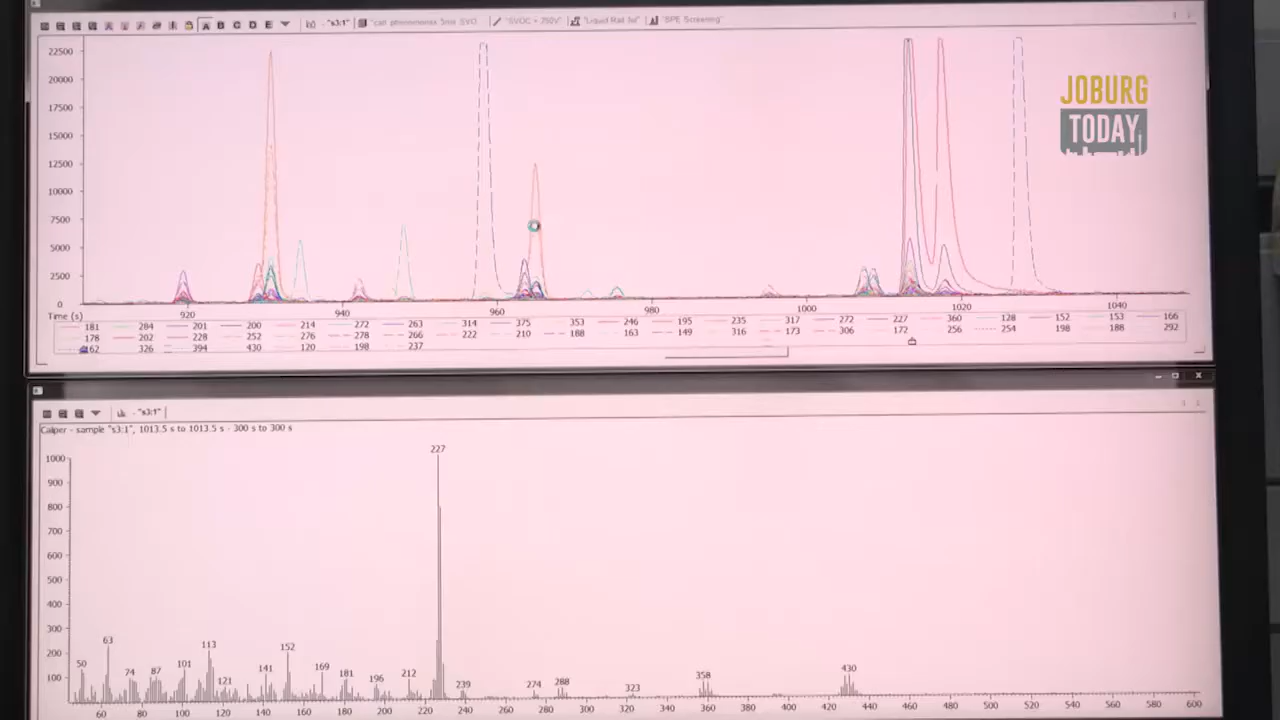 A B C D E "s3:1" "SVOC + 250V" "SPE Screening"
JOBURG
TODAY
22500
20000
17500
15000
12500
10000
7500
5000
2500
0
920 940 960 980 1000 1020 1040
Time (s)
181 284 201 200 214 272 263 314 375 353 246 195 235 317 272 227 360 128 152 153 166
178 202 228 252 276 278 266 222 210 188 163 149 316 173 306 172 256 254 198 188 292
62 326 394 430 120 198 237
"s3:1"
Caliper - sample "s3:1", 1013.5 s to 1013.5 s - 300 s to 300 s
1000
900
800
700
600
500
400
300
200
100
227
50 63 74 87 101 113 121 141 152 169 181 196 212 239 274 288 323 358 430
60 80 100 120 140 160 180 200 220 240 260 280 300 320 340 360 380 400 420 440 460 480 500 520 540 560 580 600